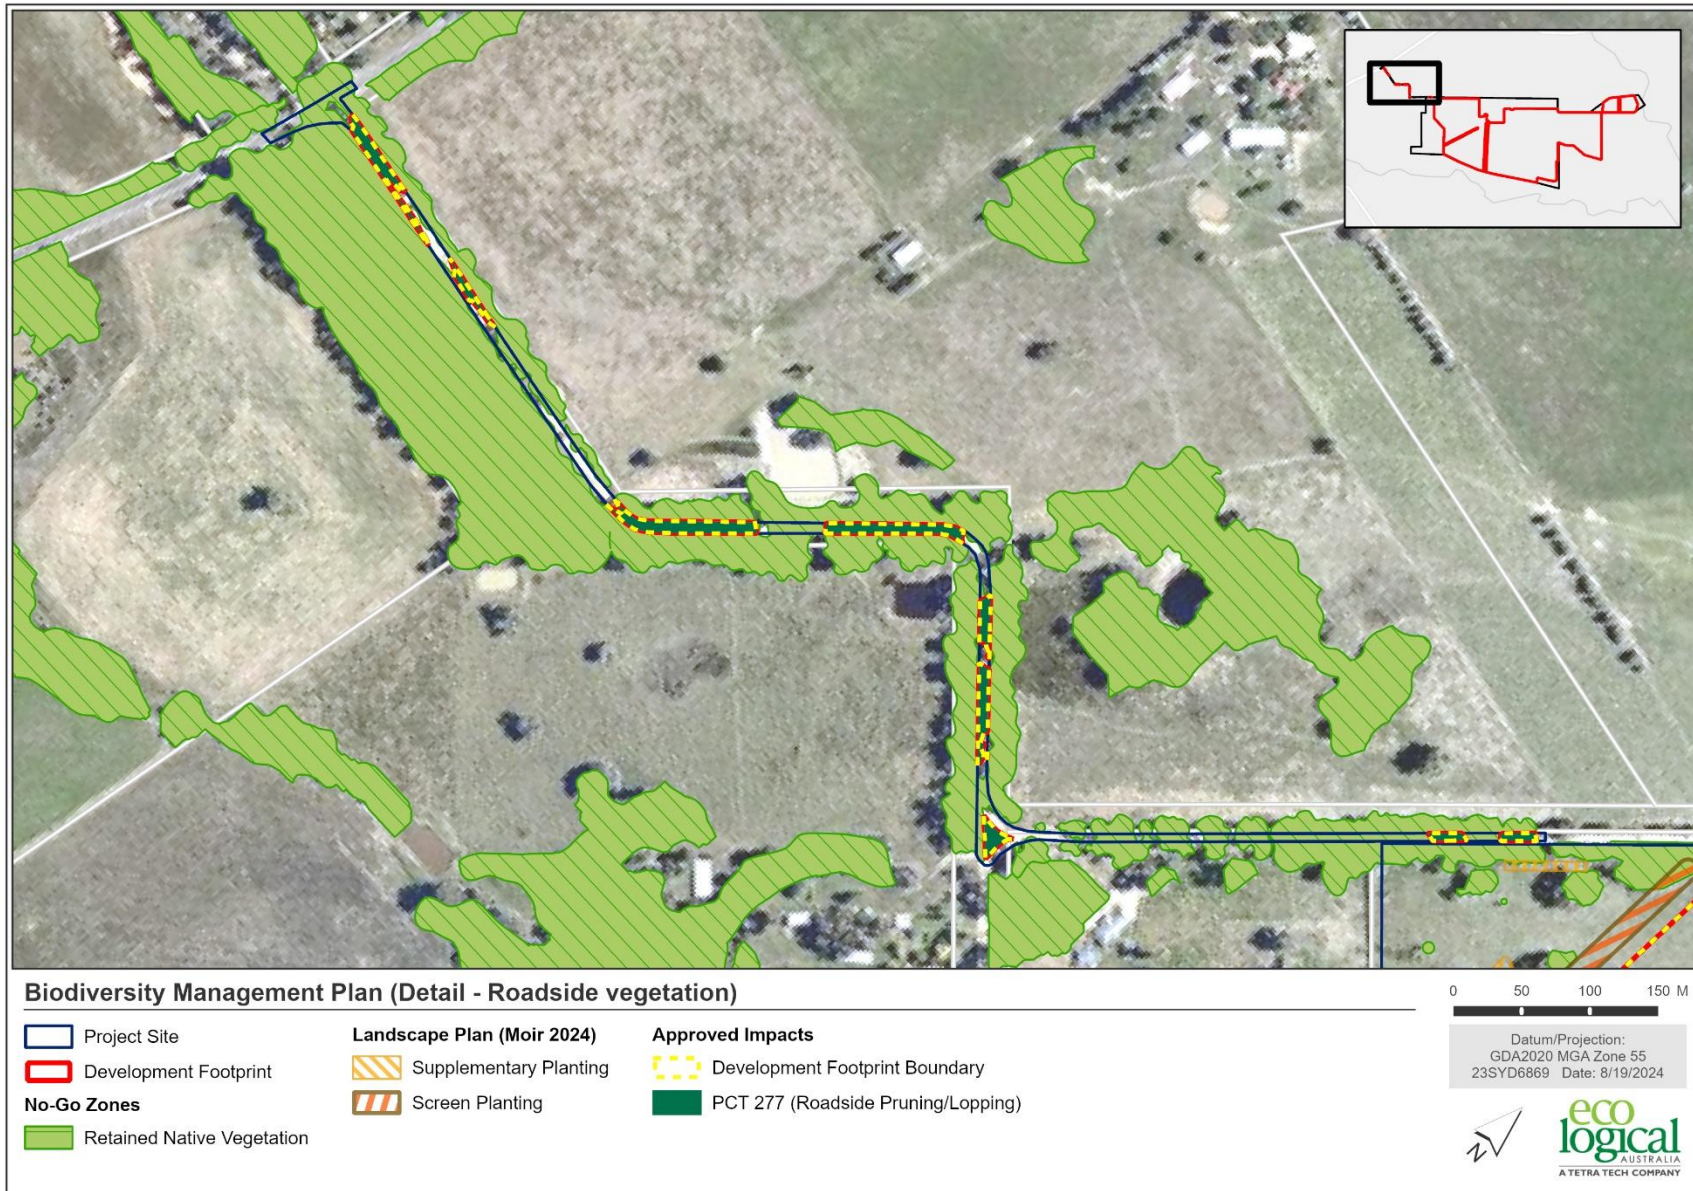 Biodiversity Management Plan (Detail - Roadside vegetation)
Project Site
Development Footprint
No-Go Zones
Retained Native Vegetation
Landscape Plan (Moir 2024)
Supplementary Planting
Screen Planting
Approved Impacts
Development Footprint Boundary
PCT 277 (Roadside Pruning/Lopping)
0 50 100 150 M
Datum/Projection:
GDA2020 MGA Zone 55
23SYD6869 Date: 8/19/2024
N
eco
logical
AUSTRALIA
A TETRA TECH COMPANY